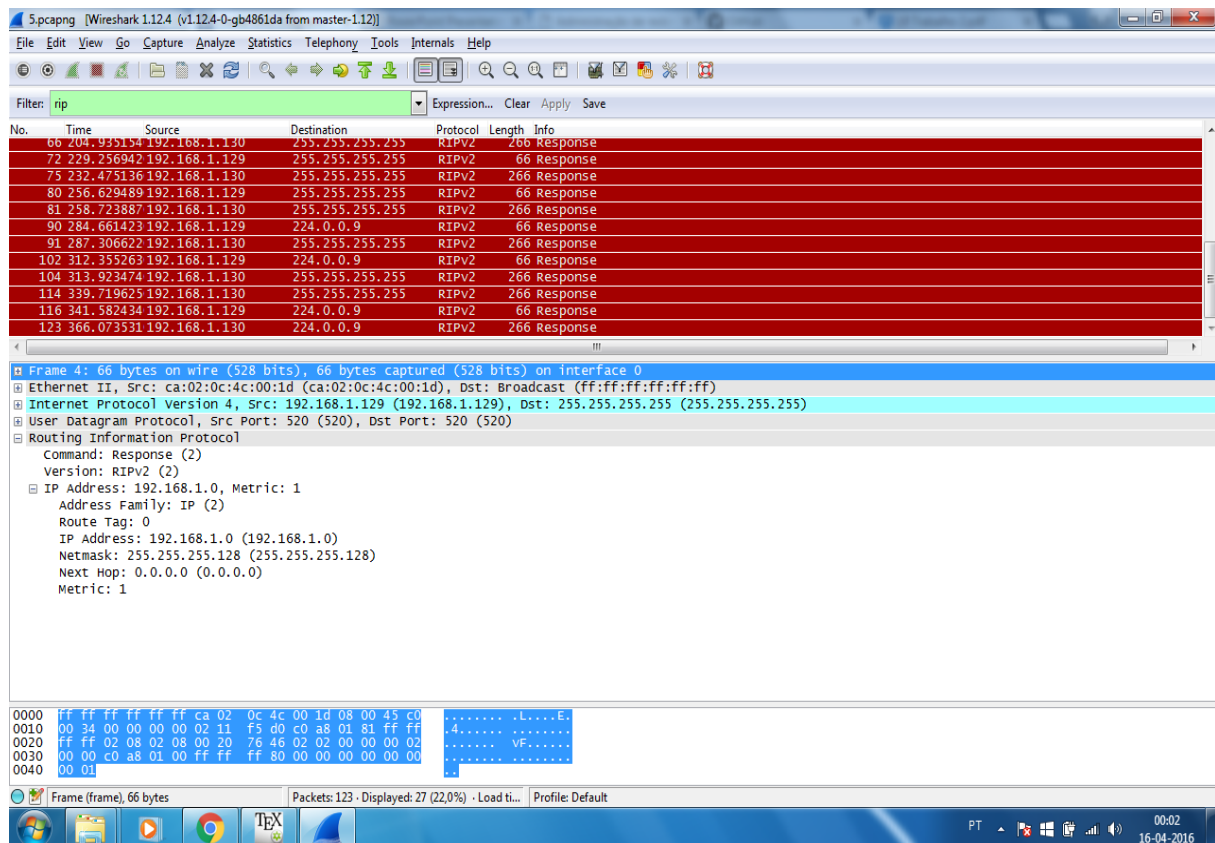 5.pcapng [Wireshark 1.12.4 (v1.12.4-0-gb4861da from master-1.12)]
File Edit View Go Capture Analyze Statistics Telephony Tools Internals Help
Filter: rip Expression... Clear Apply Save
No. Time Source Destination Protocol Length Info
66 204.935154 192.168.1.130 255.255.255.255 RIPv2 266 Response
72 229.256942 192.168.1.129 255.255.255.255 RIPv2 66 Response
75 232.475136 192.168.1.130 255.255.255.255 RIPv2 266 Response
80 256.629489 192.168.1.129 255.255.255.255 RIPv2 66 Response
81 258.723887 192.168.1.130 255.255.255.255 RIPv2 266 Response
90 284.661423 192.168.1.129 224.0.0.9 RIPv2 66 Response
91 287.306622 192.168.1.130 255.255.255.255 RIPv2 266 Response
102 312.355263 192.168.1.129 224.0.0.9 RIPv2 66 Response
104 313.923474 192.168.1.130 255.255.255.255 RIPv2 266 Response
114 339.719625 192.168.1.130 255.255.255.255 RIPv2 266 Response
116 341.582434 192.168.1.129 224.0.0.9 RIPv2 66 Response
123 366.073531 192.168.1.130 224.0.0.9 RIPv2 266 Response
Frame 4: 66 bytes on wire (528 bits), 66 bytes captured (528 bits) on interface 0
Ethernet II, Src: ca:02:0c:4c:00:1d (ca:02:0c:4c:00:1d), Dst: Broadcast (ff:ff:ff:ff:ff:ff)
Internet Protocol Version 4, Src: 192.168.1.129 (192.168.1.129), Dst: 255.255.255.255 (255.255.255.255)
User Datagram Protocol, Src Port: 520 (520), Dst Port: 520 (520)
Routing Information Protocol
Command: Response (2)
Version: RIPv2 (2)
IP Address: 192.168.1.0, Metric: 1
Address Family: IP (2)
Route Tag: 0
IP Address: 192.168.1.0 (192.168.1.0)
Netmask: 255.255.255.128 (255.255.255.128)
Next Hop: 0.0.0.0 (0.0.0.0)
Metric: 1
0000 ff ff ff ff ff ff ca 02 0c 4c 00 1d 08 00 45 c0 ........ .L....E.
0010 00 34 00 00 00 00 02 11 f5 d0 c0 a8 01 81 ff ff .4...... ........
0020 ff ff 02 08 02 08 00 20 76 46 02 02 00 00 00 02 ....... vF......
0030 00 00 c0 a8 01 00 ff ff ff 80 00 00 00 00 00 00 ........ ........
0040 00 01 ..
Frame (frame), 66 bytes Packets: 123 · Displayed: 27 (22,0%) · Load ti... Profile: Default
TEX PT 00:02
16-04-2016